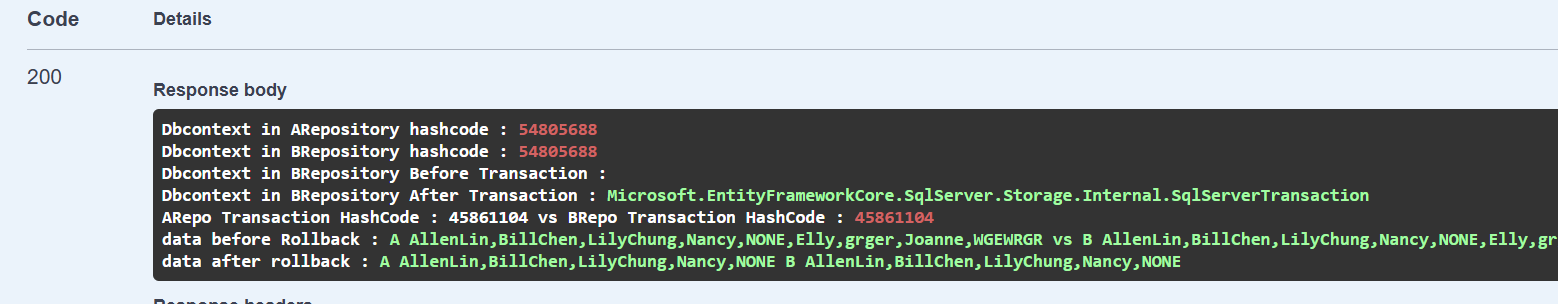 Code Details
200
Response body
Dbcontext in ARepository hashcode : 54805688
Dbcontext in BRepository hashcode : 54805688
Dbcontext in BRepository Before Transaction :
Dbcontext in BRepository After Transaction : Microsoft.EntityFrameworkCore.SqlServer.Storage.Internal.SqlServerTransaction
ARepo Transaction HashCode : 45861104 vs BRepo Transaction HashCode : 45861104
data before Rollback : A AllenLin,BillChen,LilyChung,Nancy,NONE,Elly,grger,Joanne,WGEWRGR vs B AllenLin,BillChen,LilyChung,Nancy,NONE,Elly,gr
data after rollback : A AllenLin,BillChen,LilyChung,Nancy,NONE B AllenLin,BillChen,LilyChung,Nancy,NONE
Response headers